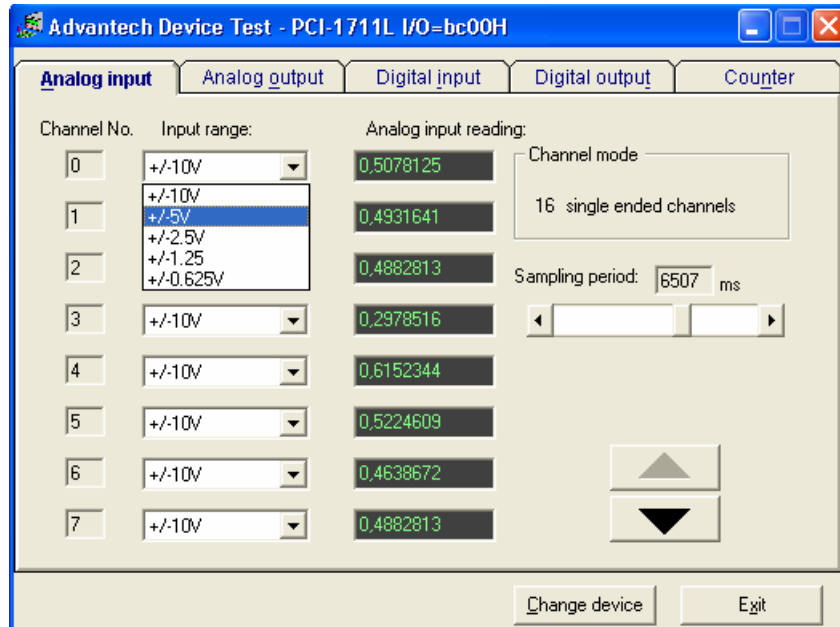 Advantech Device Test - PCI-1711L I/O=bc00H
Analog input Analog output Digital input Digital output Counter
Channel No. Input range: Analog input reading:
0 +/-10V 0,5078125
+/-10V
+/-5V
+/-2.5V
+/-1.25
+/-0.625V
1 0,4931641
2 0,4882813
3 +/-10V 0,2978516
4 +/-10V 0,6152344
5 +/-10V 0,5224609
6 +/-10V 0,4638672
7 +/-10V 0,4882813
Channel mode
16 single ended channels
Sampling period: 6507 ms
Change device Exit